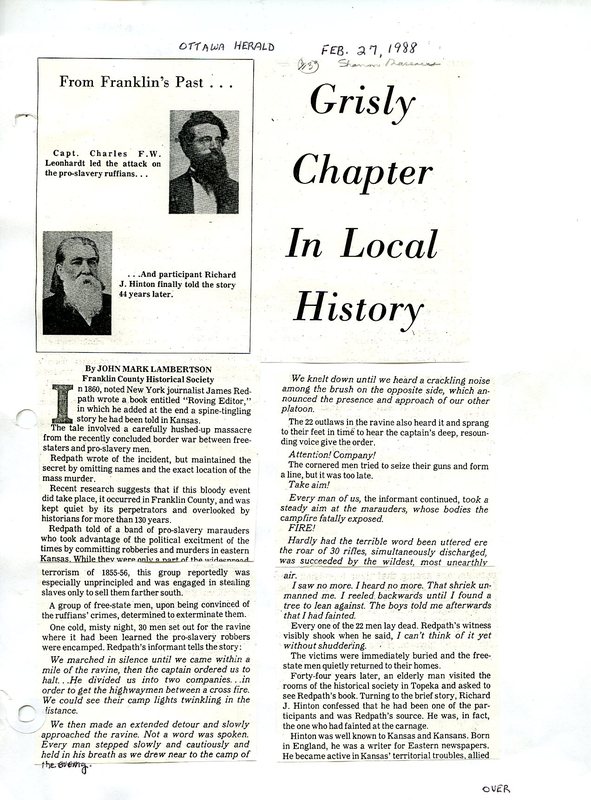 OTTAWA HERALD
FEB. 27, 1988
From Franklin's Past . . .
Capt. Charles F.W.
Leonhardt led the attack on
the pro-slavery ruffians. . .
. . .And participant Richard
J. Hinton finally told the story
44 years later.
Grisly
Chapter
In Local
History
By JOHN MARK LAMBERTSON
Franklin County Historical Society
In 1860, noted New York journalist James Red-
path wrote a book entitled "Roving Editor,"
in which he added at the end a spine-tingling
story he had been told in Kansas.
The tale involved a carefully hushed-up massacre
from the recently concluded border war between free-
staters and pro-slavery men.
Redpath wrote of the incident, but maintained the
secret by omitting names and the exact location of the
mass murder.
Recent research suggests that if this bloody event
did take place, it occurred in Franklin County, and was
kept quiet by its perpetrators and overlooked by
historians for more than 130 years.
Redpath told of a band of pro-slavery marauders
who took advantage of the political excitment of the
times by committing robberies and murders in eastern
Kansas. While they were only a part of the widespread
terrorism of 1855-56, this group reportedly was
especially unprincipled and was engaged in stealing
slaves only to sell them farther south.
A group of free-state men, upon being convinced of
the ruffians' crimes, determined to exterminate them.
One cold, misty night, 30 men set out for the ravine
where it had been learned the pro-slavery robbers
were encamped. Redpath's informant tells the story:
We marched in silence until we came within a
mile of the ravine, then the captain ordered us to
halt. . .He divided us into two companies. . .in
order to get the highwaymen between a cross fire.
We could see their camp lights twinkling in the
distance.
We then made an extended detour and slowly
approached the ravine. Not a word was spoken.
Every man stepped slowly and cautiously and
held in his breath as we drew near to the camp of
the enemy.
We knelt down until we heard a crackling noise
among the brush on the opposite side, which an-
nounced the presence and approach of our other
platoon.
The 22 outlaws in the ravine also heard it and sprang
to their feet in time to hear the captain's deep, resoun-
ding voice give the order.
Attention! Company!
The cornered men tried to seize their guns and form
a line, but it was too late.
Take aim!
Every man of us, the informant continued, took a
steady aim at the marauders, whose bodies the
campfire fatally exposed.
FIRE!
Hardly had the terrible word been uttered ere
the roar of 30 rifles, simultaneously discharged,
was succeeded by the wildest, most unearthly
air.
I saw no more. I heard no more. That shriek un-
manned me. I reeled backwards until I found a
tree to lean against. The boys told me afterwards
that I had fainted.
Every one of the 22 men lay dead. Redpath's witness
visibly shook when he said, I can't think of it yet
without shuddering.
The victims were immediately buried and the free-
state men quietly returned to their homes.
Forty-four years later, an elderly man visited the
rooms of the historical society in Topeka and asked to
see Redpath's book. Turning to the brief story, Richard
J. Hinton confessed that he had been one of the par-
ticipants and was Redpath's source. He was, in fact,
the one who had fainted at the carnage.
Hinton was well known to Kansas and Kansans. Born
in England, he was a writer for Eastern newspapers.
He became active in Kansas' territorial troubles, allied
OVER